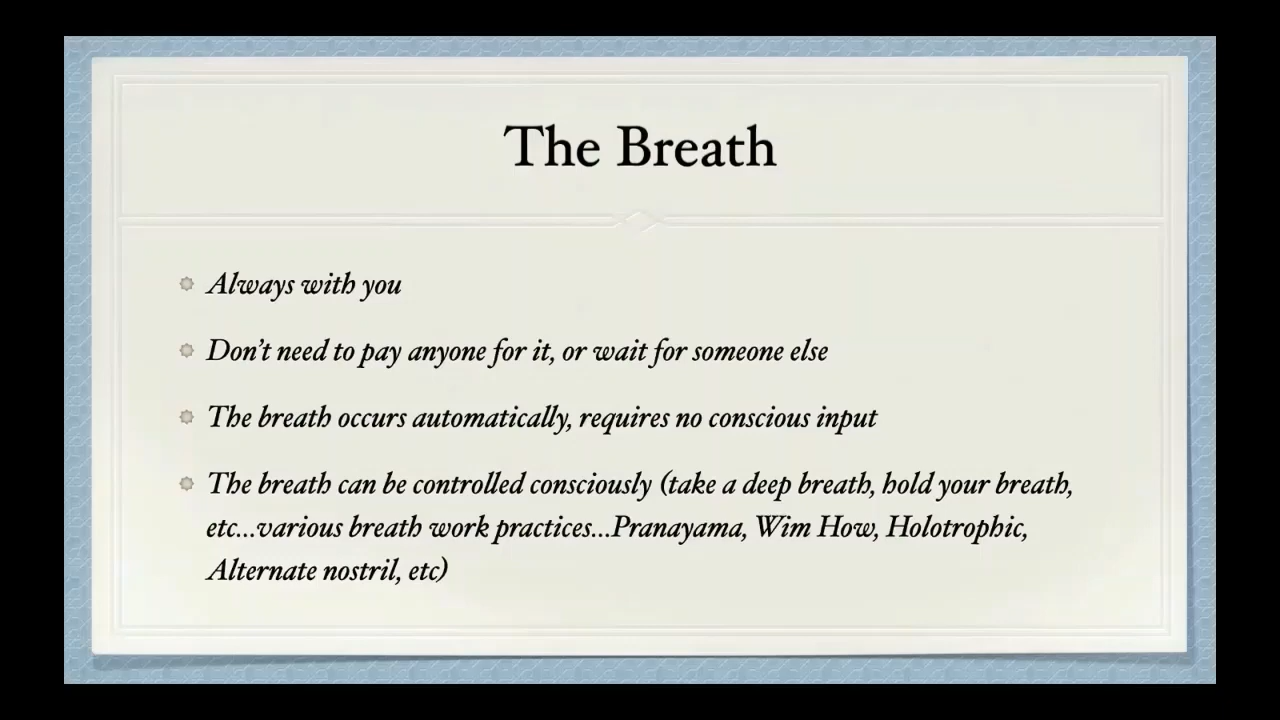 The Breath
Always with you
Don't need to pay anyone for it, or wait for someone else
The breath occurs automatically, requires no conscious input
The breath can be controlled consciously (take a deep breath, hold your breath,
etc...various breath work practices...Pranayama, Wim How, Holotrophic,
Alternate nostril, etc)